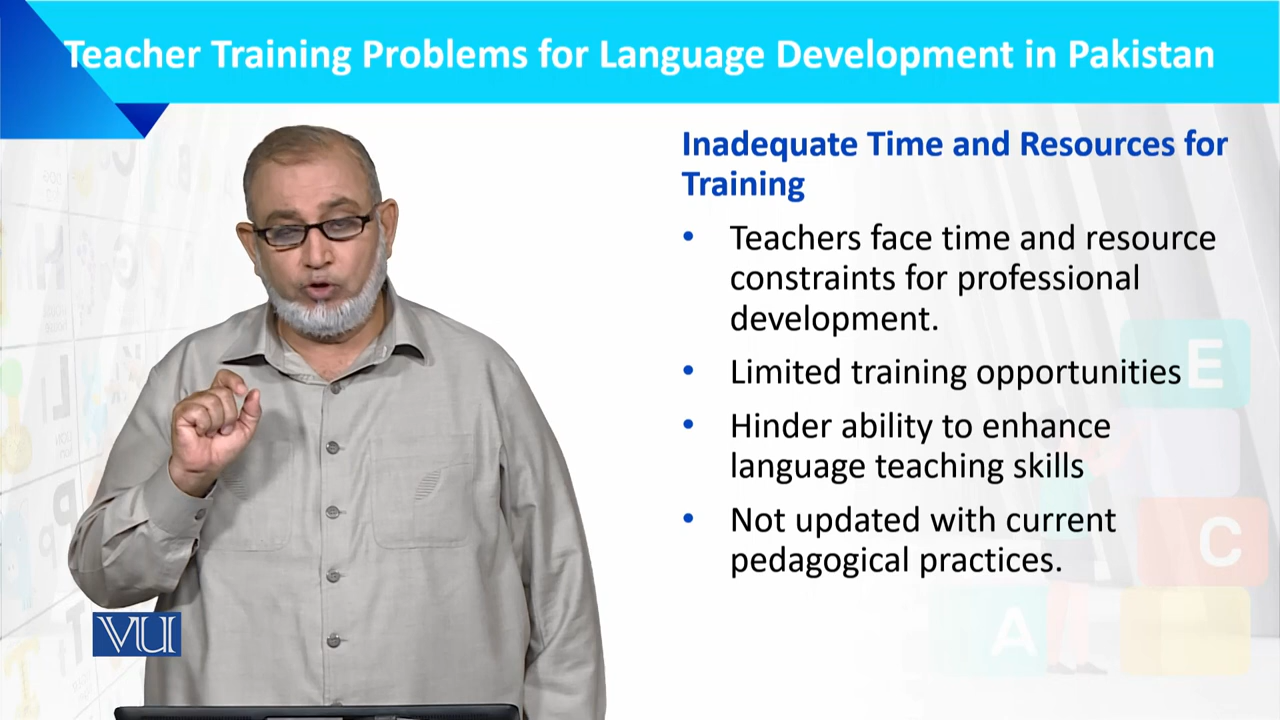 Teacher Training Problems for Language Development in Pakistan
Inadequate Time and Resources for
Training
• Teachers face time and resource
constraints for professional
development.
• Limited training opportunities
• Hinder ability to enhance
language teaching skills
• Not updated with current
pedagogical practices.
E
C
A
VU